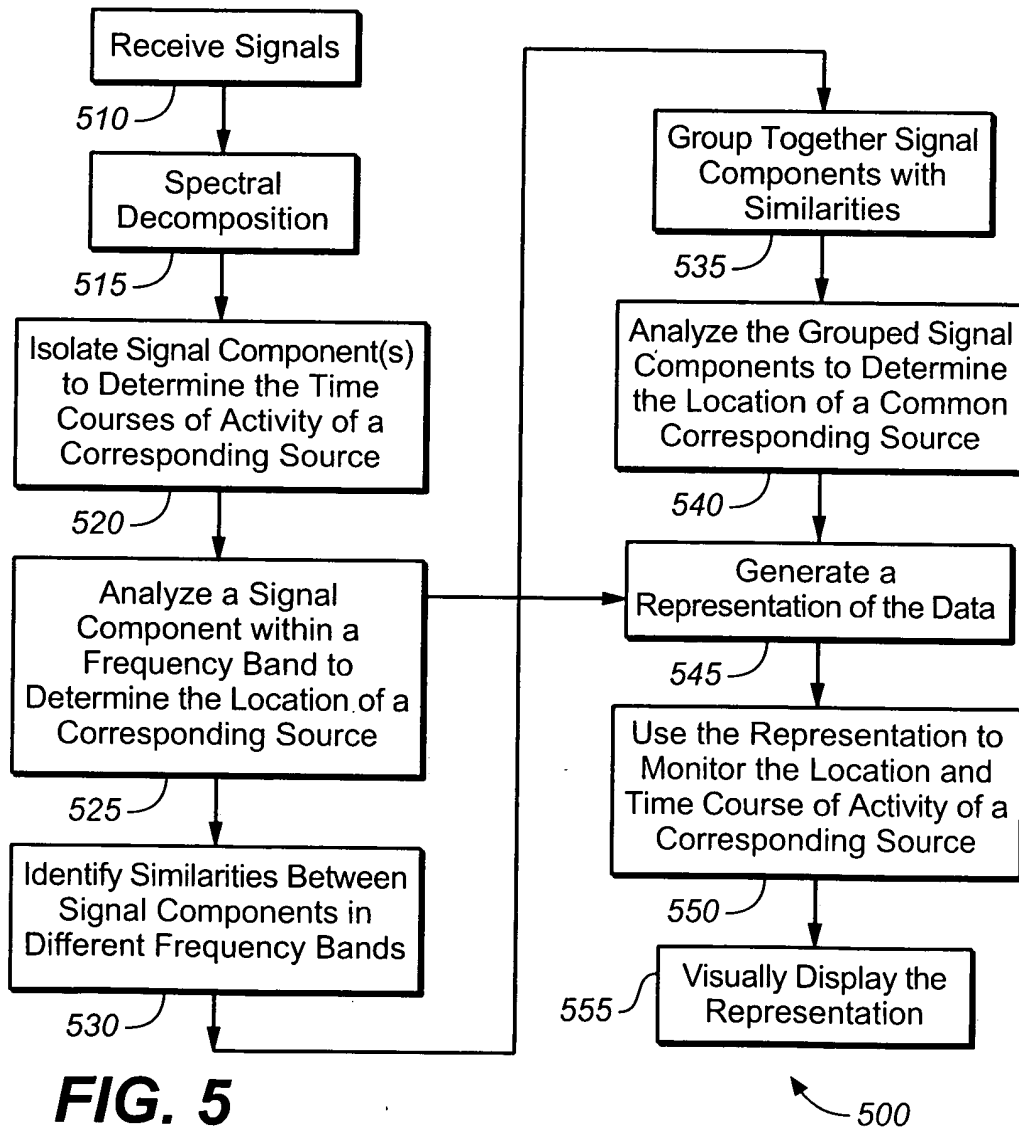 Receive Signals
510
Spectral
Decomposition
515
Isolate Signal Component(s)
to Determine the Time
Courses of Activity of a
Corresponding Source
520
Analyze a Signal
Component within a
Frequency Band to
Determine the Location of a
Corresponding Source
525
Identify Similarities Between
Signal Components in
Different Frequency Bands
530
Group Together Signal
Components with
Similarities
535
Analyze the Grouped Signal
Components to Determine
the Location of a Common
Corresponding Source
540
Generate a
Representation of the Data
545
Use the Representation to
Monitor the Location and
Time Course of Activity of a
Corresponding Source
550
Visually Display the
Representation
555
FIG. 5
500